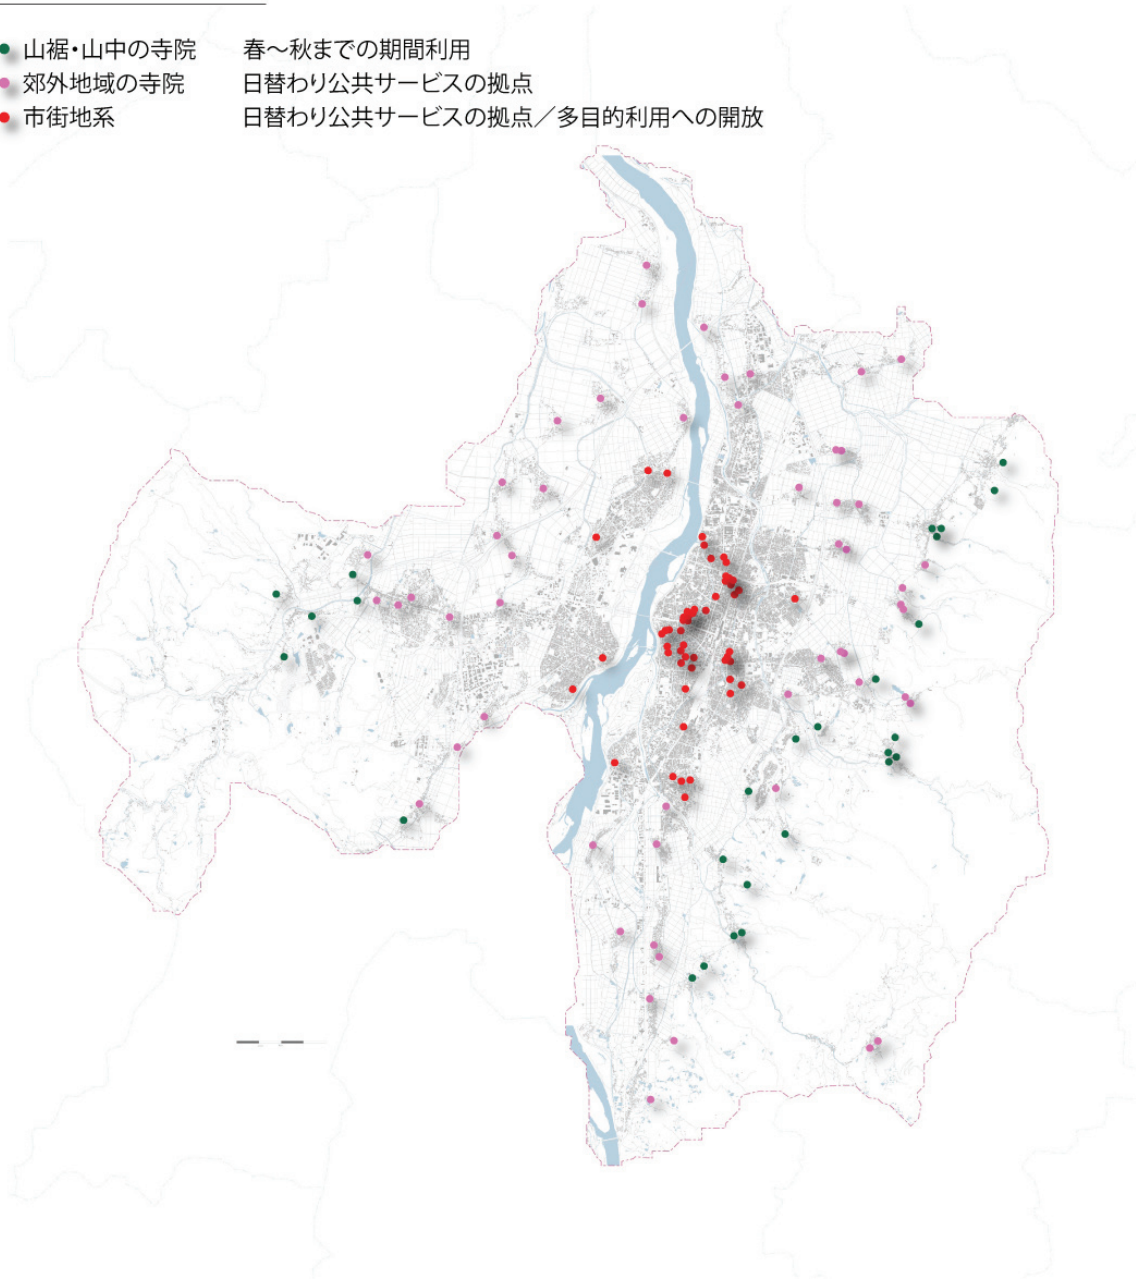 山裾・山中の寺院 春～秋までの期間利用
郊外地域の寺院 日替わり公共サービスの拠点
市街地系 日替わり公共サービスの拠点／多目的利用への開放